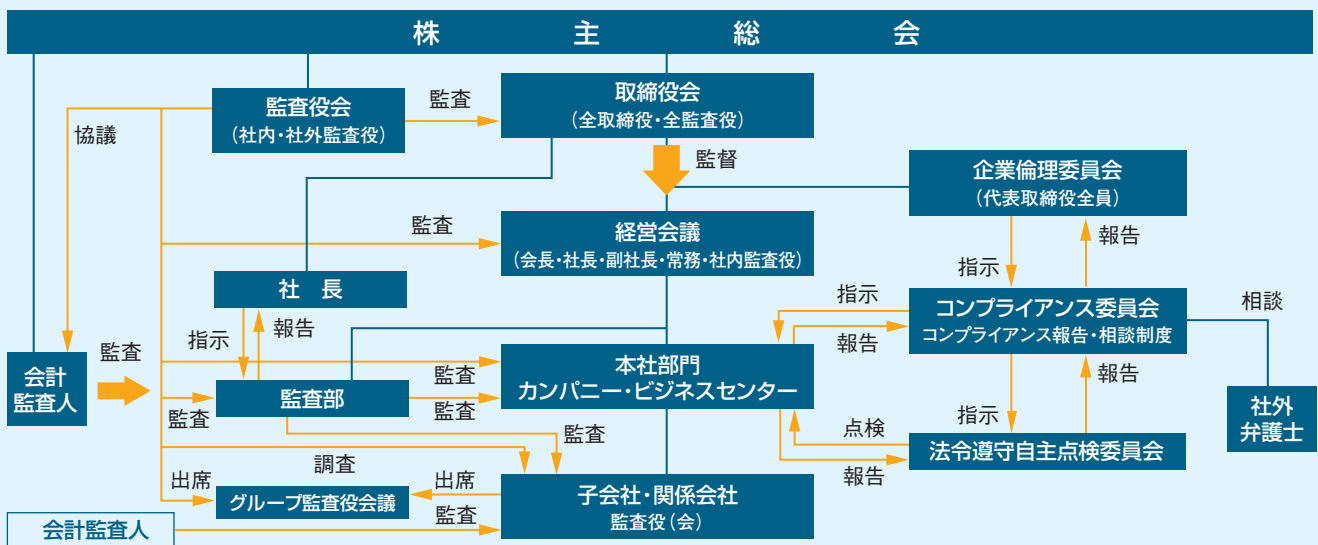 株主総会
監査役会
（社内・社外監査役）
監査
取締役会
（全取締役・全監査役）
協議
監督
企業倫理委員会
（代表取締役全員）
監査
経営会議
（会長・社長・副社長・常務・社内監査役）
報告
指示
社　長
指示
コンプライアンス委員会
コンプライアンス報告・相談制度
相談
指示
報告
監査
会計
監査人
本社部門
カンパニー・ビジネスセンター
報告
監査
報告
監査部
監査
監査
社外
弁護士
指示
監査
点検
法令遵守自主点検委員会
調査
報告
出席
グループ監査役会議
出席
子会社・関係会社
監査役（会）
監査
会計監査人